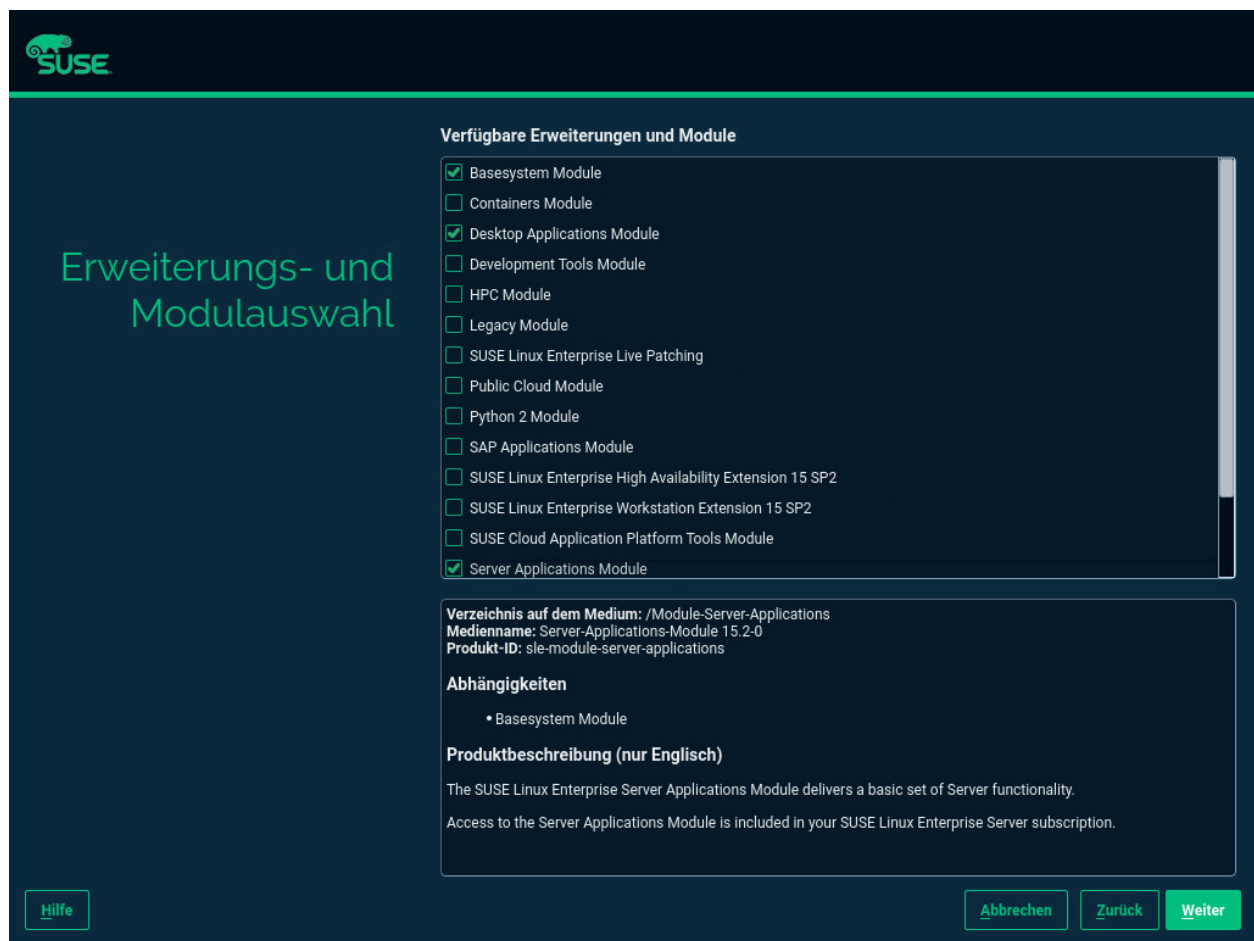 SUSE
Erweiterungs- und
Modulauswahl
Verfügbare Erweiterungen und Module
Basesystem Module
Containers Module
Desktop Applications Module
Development Tools Module
HPC Module
Legacy Module
SUSE Linux Enterprise Live Patching
Public Cloud Module
Python 2 Module
SAP Applications Module
SUSE Linux Enterprise High Availability Extension 15 SP2
SUSE Linux Enterprise Workstation Extension 15 SP2
SUSE Cloud Application Platform Tools Module
Server Applications Module
Verzeichnis auf dem Medium: /Module-Server-Applications
Medienname: Server-Applications-Module 15.2-0
Produkt-ID: sle-module-server-applications
Abhängigkeiten
• Basesystem Module
Produktbeschreibung (nur Englisch)
The SUSE Linux Enterprise Server Applications Module delivers a basic set of Server functionality.
Access to the Server Applications Module is included in your SUSE Linux Enterprise Server subscription.
Hilfe
Abbrechen
Zurück
Weiter